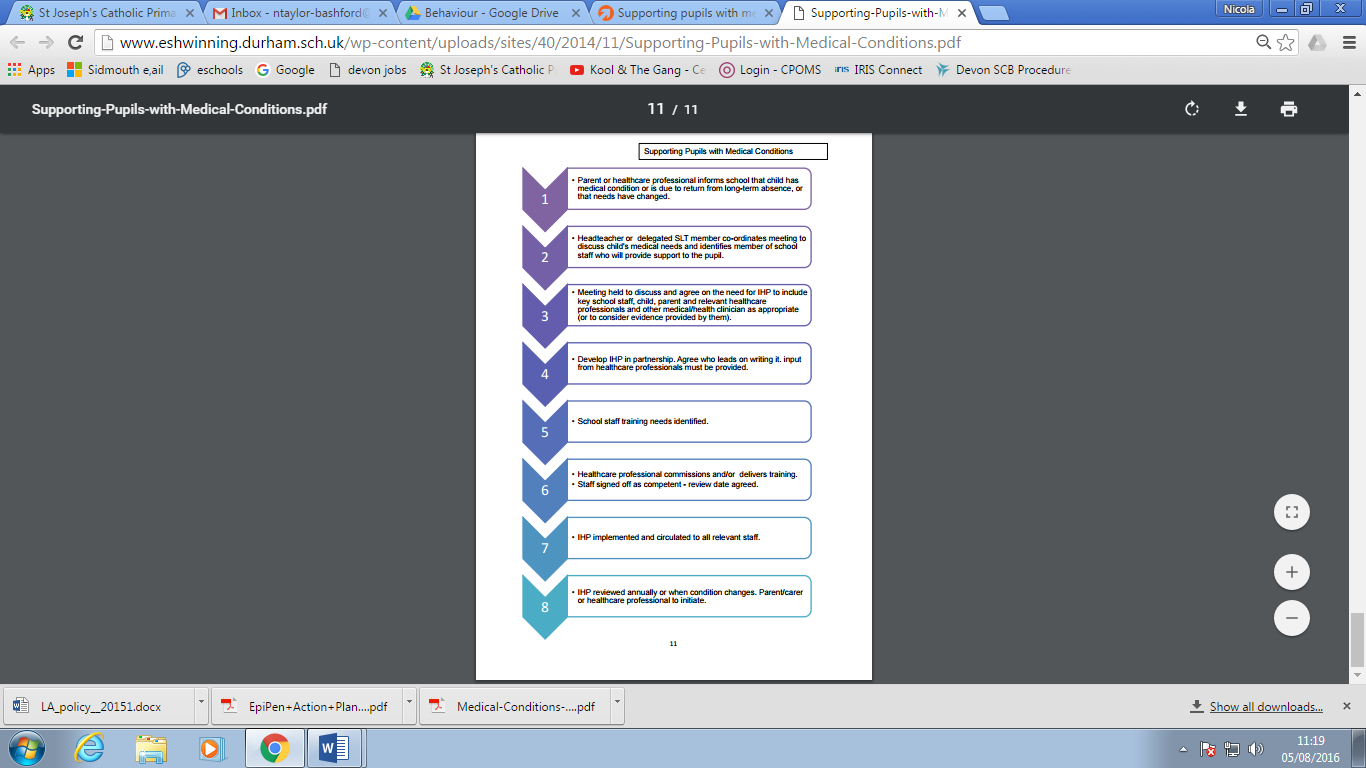 St Joseph's Catholic Prima
Inbox - ntaylor-bashford@
Behaviour - Google Drive
Supporting pupils with me
Supporting-Pupils-with-M
Nicola
www.eshwinning.durham.sch.uk/wp-content/uploads/sites/40/2014/11/Supporting-Pupils-with-Medical-Conditions.pdf
Apps
Sidmouth e,ail
eschools
Google
devon jobs
St Joseph's Catholic P
Kool & The Gang - Ce
Login - CPOMS
IRIS IRIS Connect
Devon SCB Procedure
Supporting-Pupils-with-Medical-Conditions.pdf
11 / 11
Supporting Pupils with Medical Conditions
1
• Parent or healthcare professional informs school that child has
medical condition or is due to return from long-term absence, or
that needs have changed.
2
• Headteacher or delegated SLT member co-ordinates meeting to
discuss child's medical needs and identifies member of school
staff who will provide support to the pupil.
3
• Meeting held to discuss and agree on the need for IHP to include
key school staff, child, parent and relevant healthcare
professionals and other medical/health clinician as appropriate
(or to consider evidence provided by them).
4
• Develop IHP in partnership. Agree who leads on writing it. input
from healthcare professionals must be provided.
5
• School staff training needs identified.
6
• Healthcare professional commissions and/or delivers training.
• Staff signed off as competent - review date agreed.
7
• IHP implemented and circulated to all relevant staff.
8
• IHP reviewed annually or when condition changes. Parent/carer
or healthcare professional to initiate.
11
LA_policy__20151.docx
EpiPen+Action+Plan....pdf
Medical-Conditions-....pdf
Show all downloads...
11:19
05/08/2016